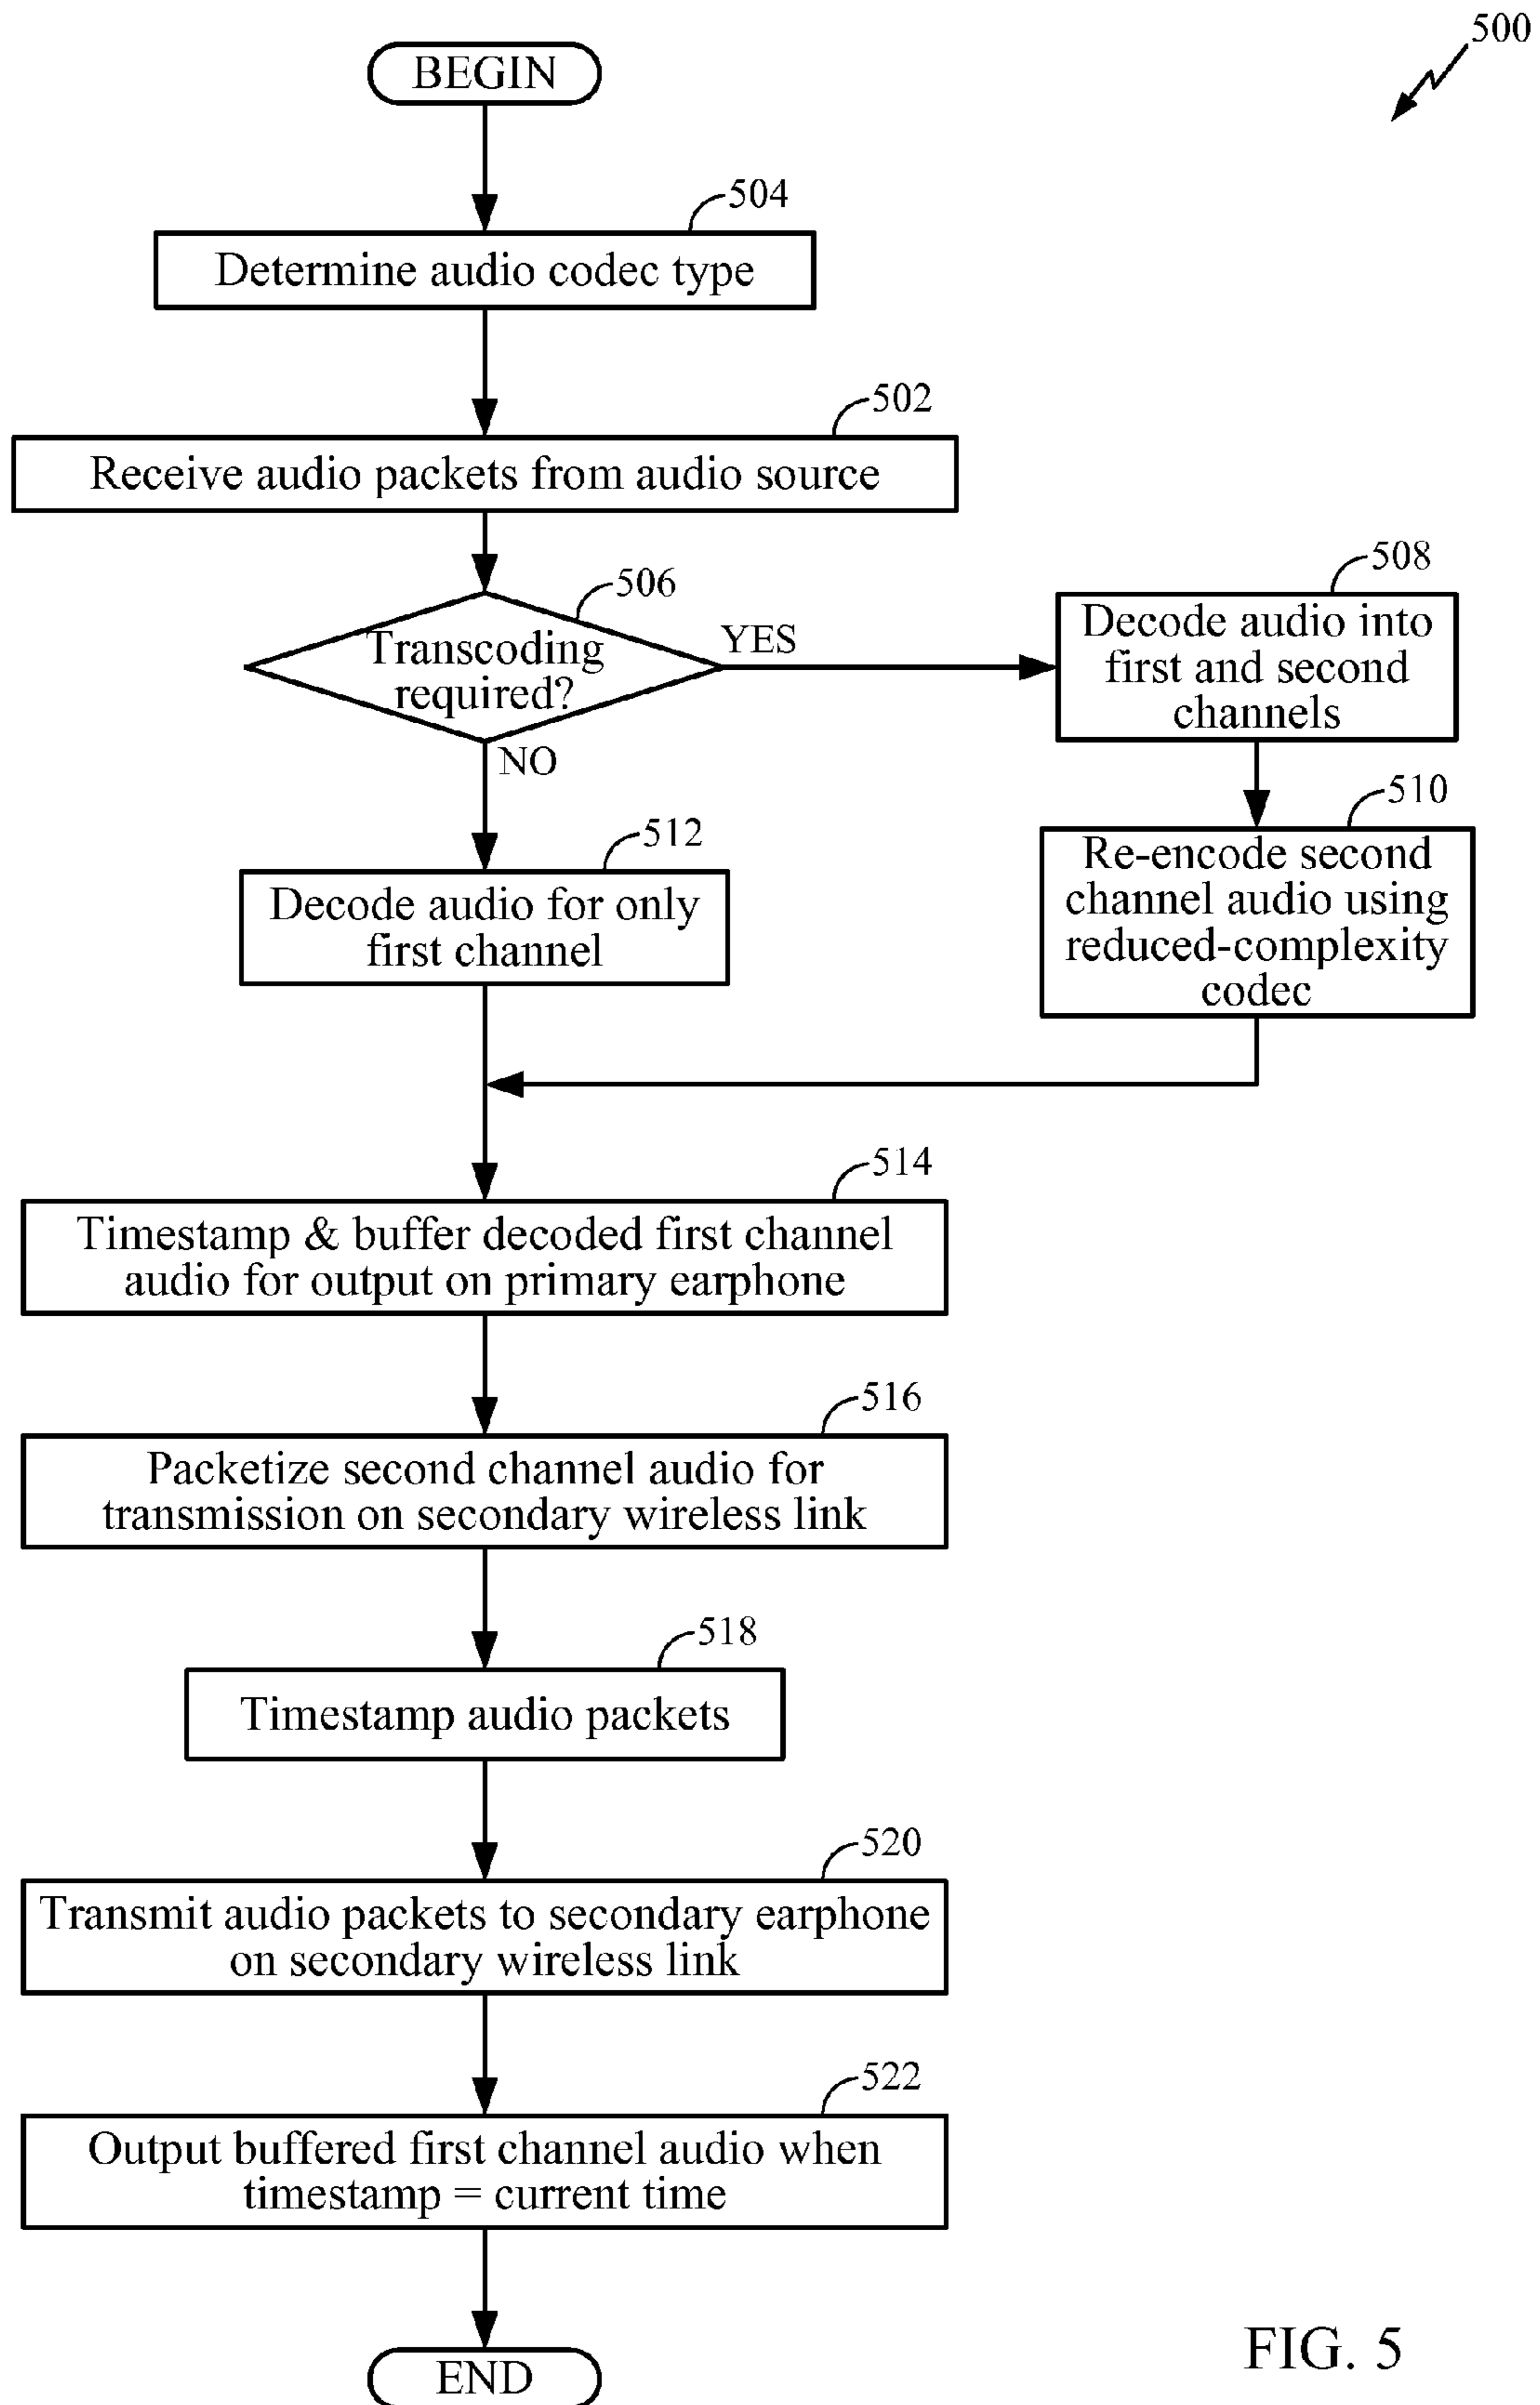 500
BEGIN
504
Determine audio codec type
502
Receive audio packets from audio source
506
Transcoding
required?
YES
NO
508
Decode audio into
first and second
channels
510
Re-encode second
channel audio using
reduced-complexity
codec
512
Decode audio for only
first channel
514
Timestamp & buffer decoded first channel
audio for output on primary earphone
516
Packetize second channel audio for
transmission on secondary wireless link
518
Timestamp audio packets
520
Transmit audio packets to secondary earphone
on secondary wireless link
522
Output buffered first channel audio when
timestamp = current time
END
FIG. 5